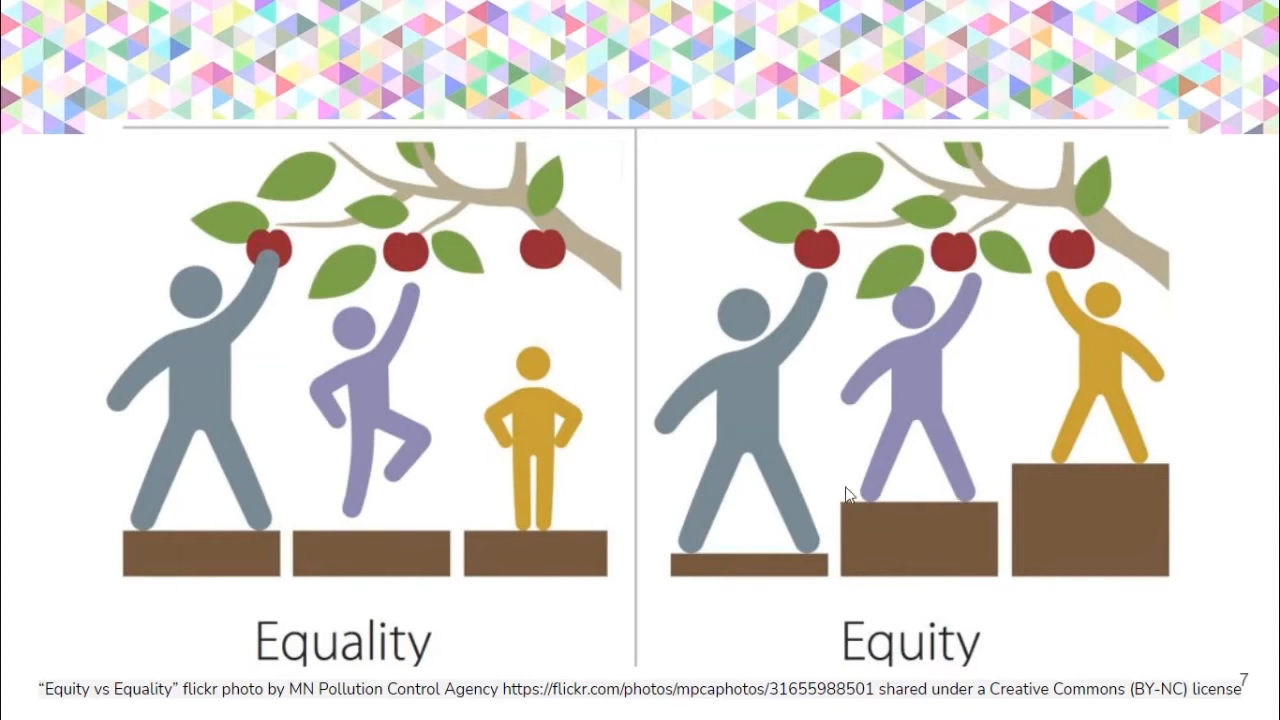 Equality
Equity
“Equity vs Equality” flickr photo by MN Pollution Control Agency https://flickr.com/photos/mpcaphotos/31655988501 shared under a Creative Commons (BY-NC) license
7